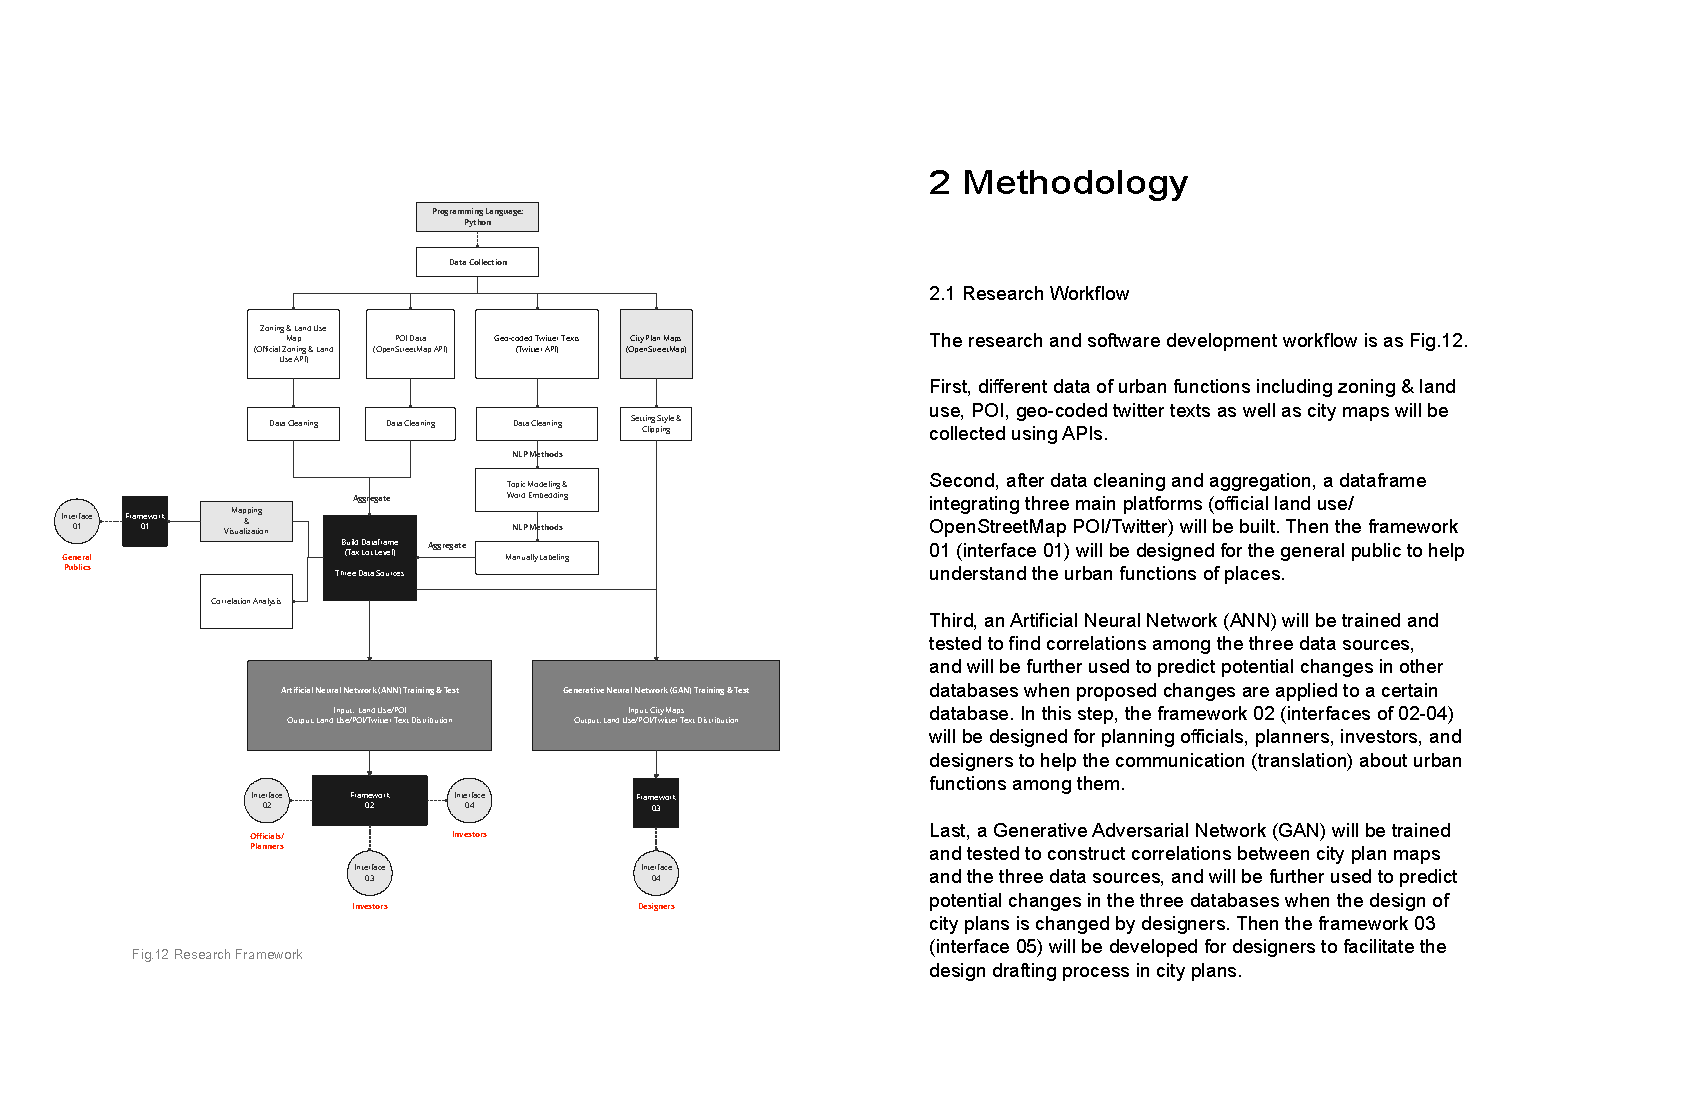 Programming Language:
Python
Data Collection
Zoning & Land Use
Map
(Official Zoning & Land
Use API)
POI Data
(OpenStreetMap API)
Geo-coded Twitter Texts
(Twitter API)
City Plan Maps
(OpenStreetMap)
Data Cleaning
Data Cleaning
Data Cleaning
Setting Style &
Clipping
NLP Methods
Topic Modeling &
Word Embedding
NLP Methods
Manually Labeling
Aggregate
Aggregate
Interface
01
General
Publics
Framework
01
Mapping
&
Visualization
Build Dataframe
(Tax Lot Level)
Three Data Sources
Correlation Analysis
Artificial Neural Network (ANN) Training & Test
Input: Land Use/POI
Output: Land Use/POI/Twitter Text Distribution
Generative Neural Network (GAN) Training & Test
Input: City Maps
Output: Land Use/POI/Twitter Text Distribution
Interface
02
Officials/
Planners
Framework
02
Interface
04
Investors
Interface
03
Investors
Framework
03
Interface
04
Designers
Fig.12 Research Framework
2 Methodology
2.1 Research Workflow
The research and software development workflow is as Fig.12.
First, different data of urban functions including zoning & land
use, POI, geo-coded twitter texts as well as city maps will be
collected using APIs.
Second, after data cleaning and aggregation, a dataframe
integrating three main platforms (official land use/
OpenStreetMap POI/Twitter) will be built. Then the framework
01 (interface 01) will be designed for the general public to help
understand the urban functions of places.
Third, an Artificial Neural Network (ANN) will be trained and
tested to find correlations among the three data sources,
and will be further used to predict potential changes in other
databases when proposed changes are applied to a certain
database. In this step, the framework 02 (interfaces of 02-04)
will be designed for planning officials, planners, investors, and
designers to help the communication (translation) about urban
functions among them.
Last, a Generative Adversarial Network (GAN) will be trained
and tested to construct correlations between city plan maps
and the three data sources, and will be further used to predict
potential changes in the three databases when the design of
city plans is changed by designers. Then the framework 03
(interface 05) will be developed for designers to facilitate the
design drafting process in city plans.